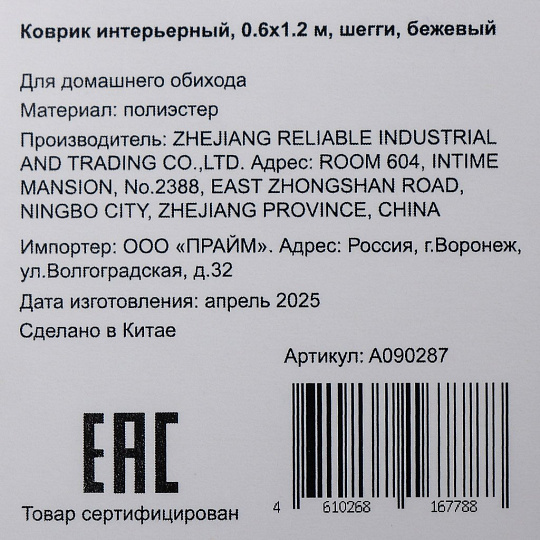 Коврик интерьерный, 0.6x1.2 м, шегги, бежевый
Для домашнего обихода
Материал: полиэстер
Производитель: ZHEJIANG RELIABLE INDUSTRIAL
AND TRADING CO.,LTD. Адрес: ROOM 604, INTIME
MANSION, No.2388, EAST ZHONGSHAN ROAD,
NINGBO CITY, ZHEJIANG PROVINCE, CHINA
Импортер: ООО «ПРАЙМ». Адрес: Россия, г.Воронеж,
ул.Волгоградская, д.32
Дата изготовления: апрель 2025
Сделано в Китае
Артикул: A090287
EAC
Товар сертифицирован
4 610268 167788